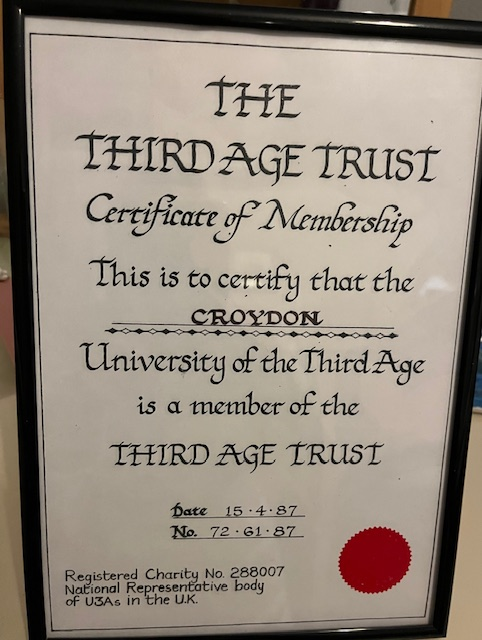 THE
THIRD AGE TRUST
Certificate of Membership
This is to certify that the
CROYDON
University of the Third Age
is a member of the
THIRD AGE TRUST
Date 15·4·87
No. 72·61·87
Registered Charity No. 288007
National Representative body
of U3As in the U.K.